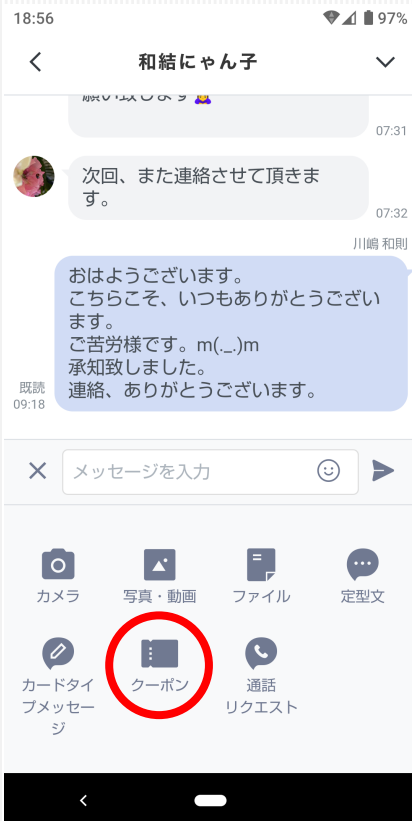 18:56
97%
和結にゃん子
願い致します🙇‍♀️
07:31
次回、また連絡させて頂きま
す。
07:32
川嶋 和則
おはようございます。
こちらこそ、いつもありがとうござい
ます。
ご苦労様です。m(._.)m
承知致しました。
連絡、ありがとうございます。
既読
09:18
メッセージを入力
カメラ
写真・動画
ファイル
定型文
カードタイ
プメッセー
ジ
クーポン
通話
リクエスト